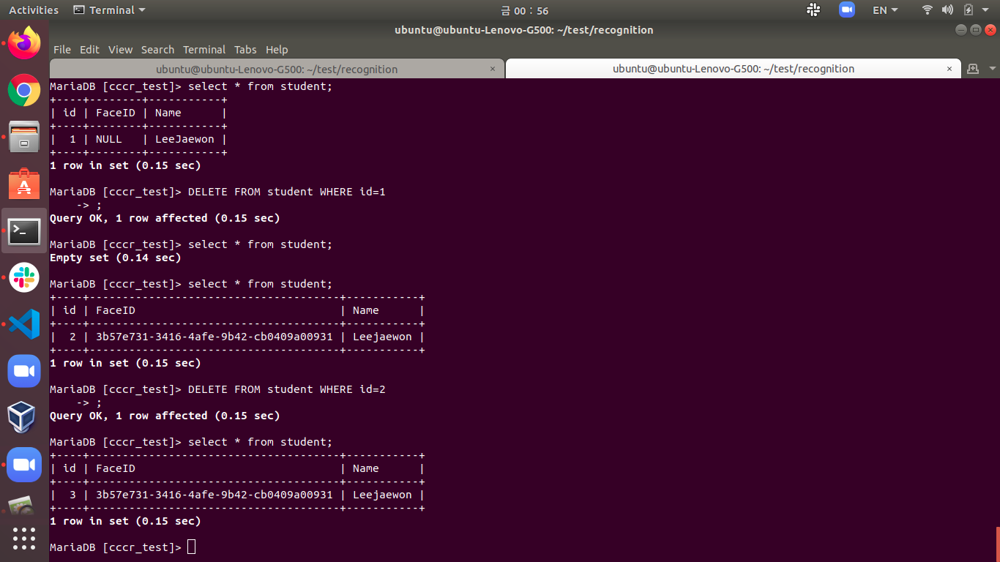 Activities Terminal 금 00 : 56 EN
ubuntu@ubuntu-Lenovo-G500: ~/test/recognition
File Edit View Search Terminal Tabs Help
ubuntu@ubuntu-Lenovo-G500: ~/test/recognition × ubuntu@ubuntu-Lenovo-G500: ~/test/recognition ×
MariaDB [cccr_test]> select * from student;
+----+--------+-----------+
| id | FaceID | Name      |
+----+--------+-----------+
|  1 | NULL   | LeeJaewon |
+----+--------+-----------+
1 row in set (0.15 sec)
MariaDB [cccr_test]> DELETE FROM student WHERE id=1
    -> ;
Query OK, 1 row affected (0.15 sec)
MariaDB [cccr_test]> select * from student;
Empty set (0.14 sec)
MariaDB [cccr_test]> select * from student;
+----+--------------------------------------+-----------+
| id | FaceID                               | Name      |
+----+--------------------------------------+-----------+
|  2 | 3b57e731-3416-4afe-9b42-cb0409a00931 | Leejaewon |
+----+--------------------------------------+-----------+
1 row in set (0.15 sec)
MariaDB [cccr_test]> DELETE FROM student WHERE id=2
    -> ;
Query OK, 1 row affected (0.15 sec)
MariaDB [cccr_test]> select * from student;
+----+--------------------------------------+-----------+
| id | FaceID                               | Name      |
+----+--------------------------------------+-----------+
|  3 | 3b57e731-3416-4afe-9b42-cb0409a00931 | Leejaewon |
+----+--------------------------------------+-----------+
1 row in set (0.15 sec)
MariaDB [cccr_test]>